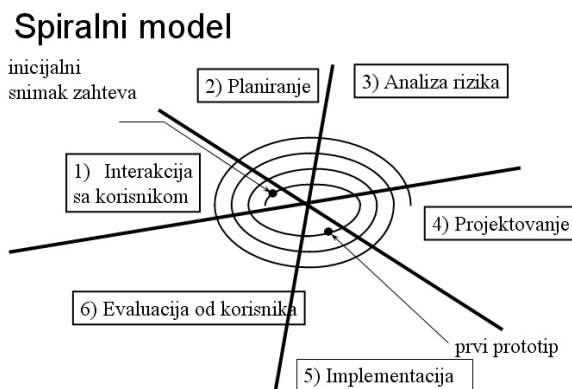 Spiralni model
inicijalni
snimak zahteva
2) Planiranje
3) Analiza rizika
1) Interakcija
sa korisnikom
4) Projektovanje
6) Evaluacija od korisnika
prvi prototip
5) Implementacija